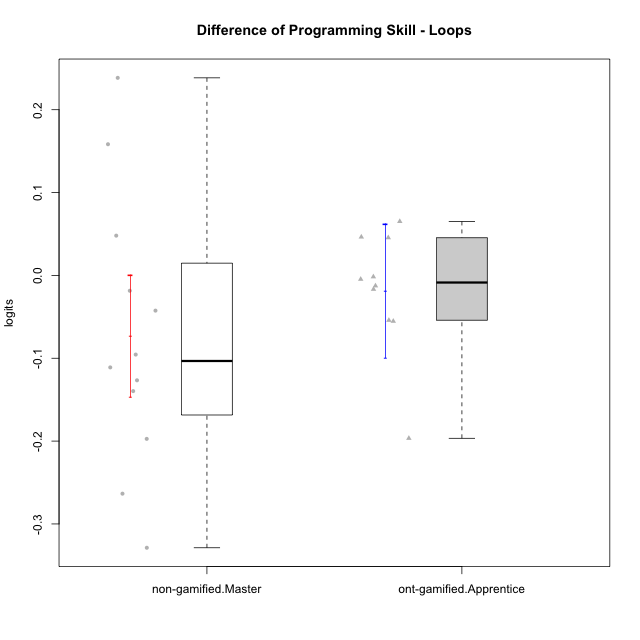 Difference of Programming Skill - Loops
logits
0.2
0.1
0.0
-0.1
-0.2
-0.3
non-gamified.Master
ont-gamified.Apprentice